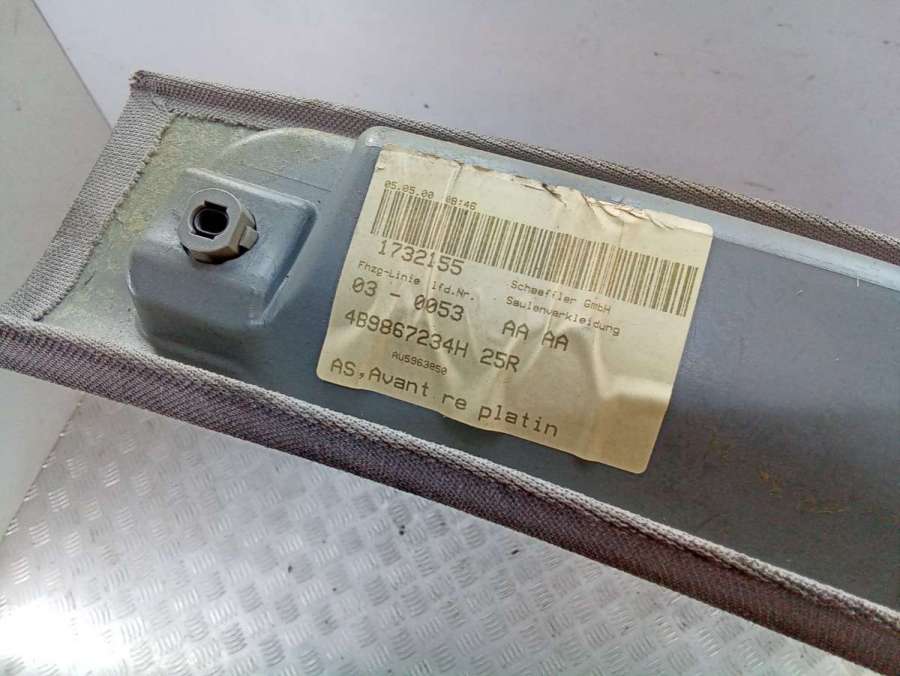 05.05.00 08:46
1732155
Fhzg-Linie lfd.Nr.
Schaeffler GmbH
03 - 0053
Saulenverkleidung
AA AA
4B9867234H 25R
AU5963850
AS,Avant re platin